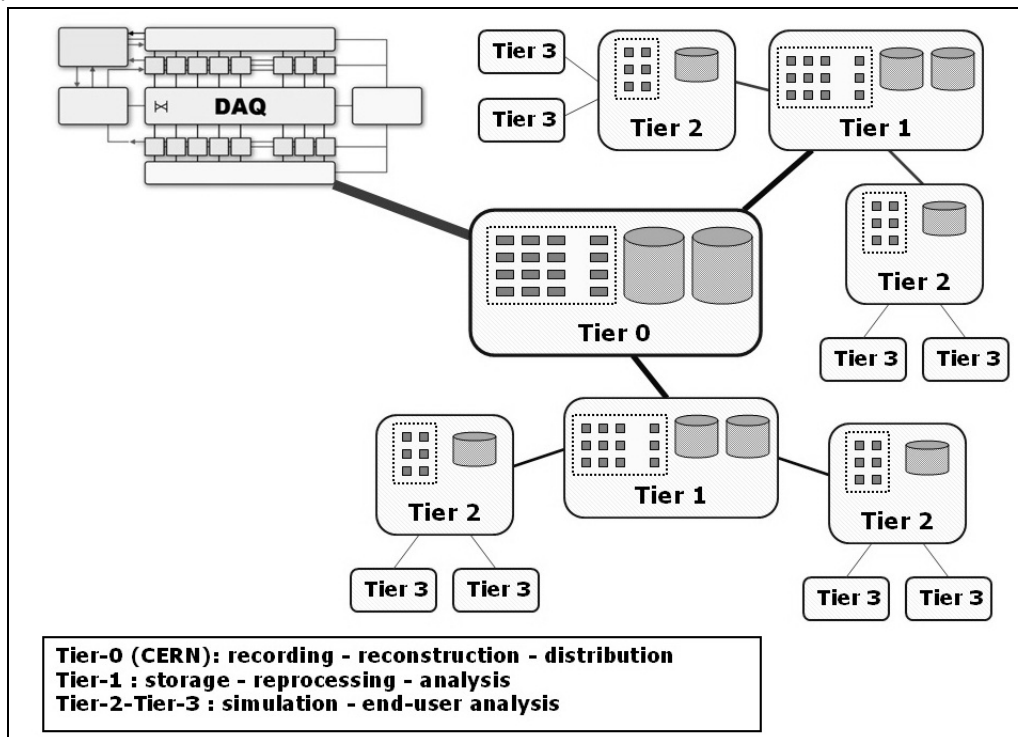 DAQ
Tier 3
Tier 3
Tier 2
Tier 1
Tier 2
Tier 3
Tier 3
Tier 0
Tier 2
Tier 3
Tier 3
Tier 1
Tier 2
Tier 3
Tier 3
Tier-0 (CERN): recording - reconstruction - distribution
Tier-1 : storage - reprocessing - analysis
Tier-2-Tier-3 : simulation - end-user analysis